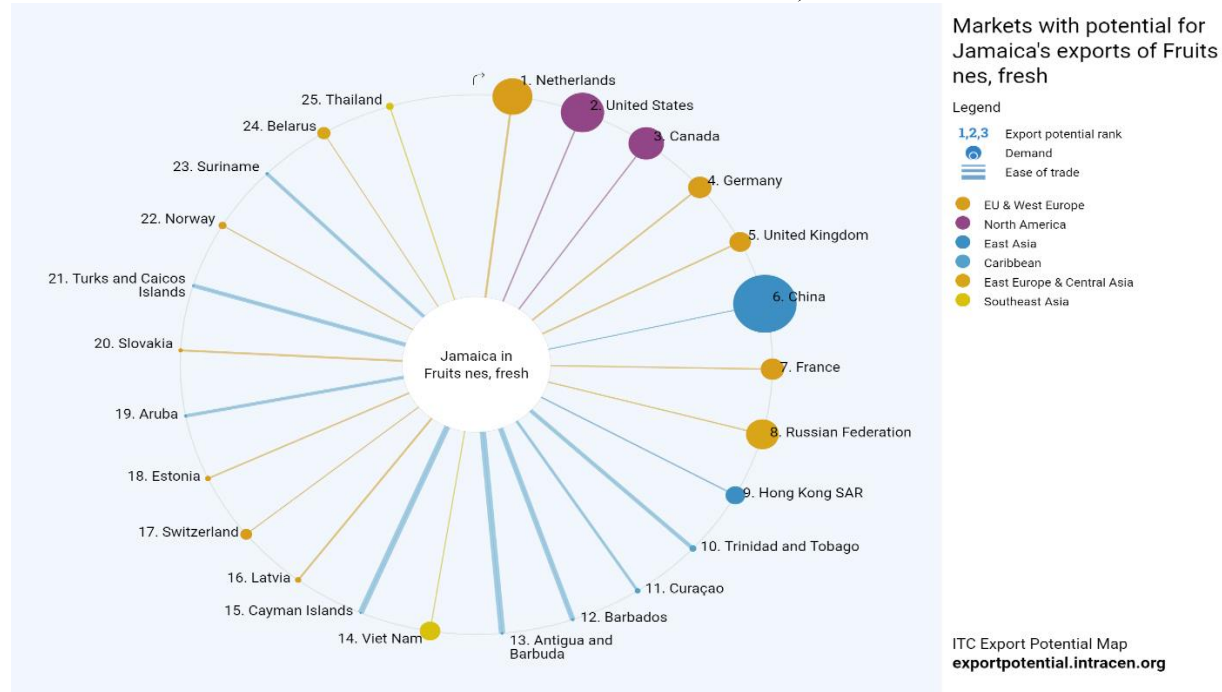 Markets with potential for
Jamaica's exports of Fruits
nes, fresh
Legend
1,2,3 Export potential rank
Demand
Ease of trade
EU & West Europe
North America
East Asia
Caribbean
East Europe & Central Asia
Southeast Asia
1. Netherlands
2. United States
3. Canada
4. Germany
5. United Kingdom
6. China
7. France
8. Russian Federation
9. Hong Kong SAR
10. Trinidad and Tobago
11. Curaçao
12. Barbados
13. Antigua and
Barbuda
14. Viet Nam
15. Cayman Islands
16. Latvia
17. Switzerland
18. Estonia
19. Aruba
20. Slovakia
21. Turks and Caicos
Islands
22. Norway
23. Suriname
24. Belarus
25. Thailand
Jamaica in
Fruits nes, fresh
ITC Export Potential Map
exportpotential.intracen.org